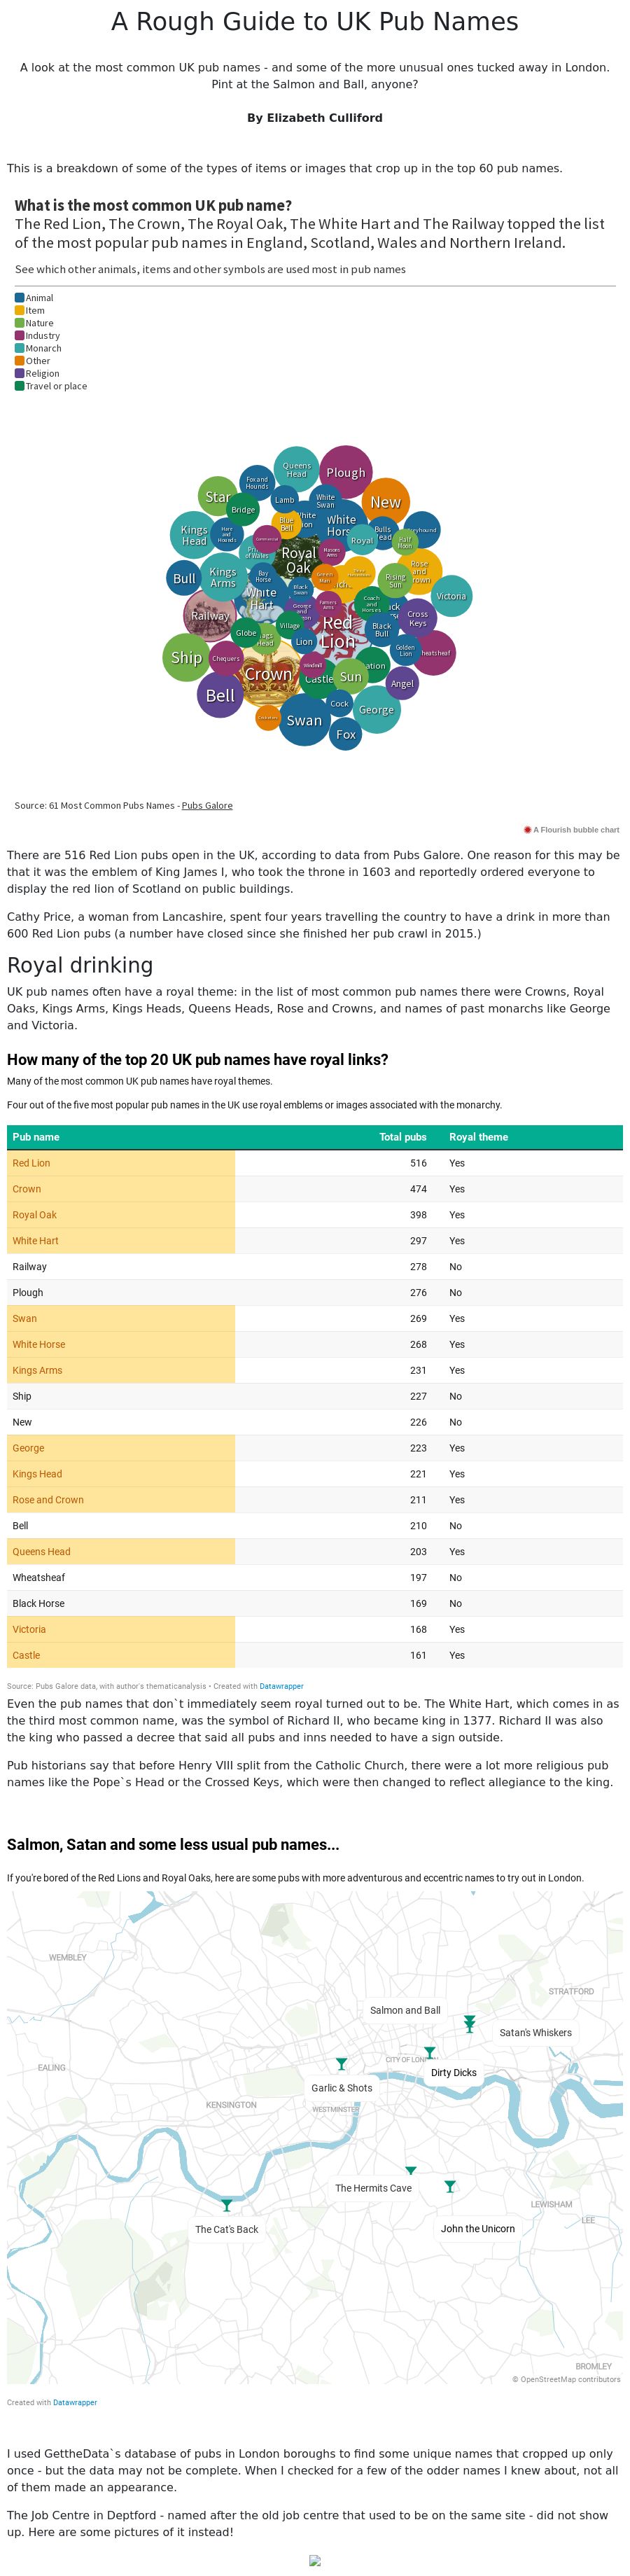 A Rough Guide to UK Pub Names
A look at the most common UK pub names - and some of the more unusual ones tucked away in London.
Pint at the Salmon and Ball, anyone?
By Elizabeth Culliford
This is a breakdown of some of the types of items or images that crop up in the top 60 pub names.
What is the most common UK pub name?
The Red Lion, The Crown, The Royal Oak, The White Hart and The Railway topped the list
of the most popular pub names in England, Scotland, Wales and Northern Ireland.
See which other animals, items and other symbols are used most in pub names
Animal
Item
Nature
Industry
Monarch
Other
Religion
Travel or place
Queens
Head
Plough
Fox and
Hounds
Star
Lamb
White
Swan
New
Bridge
Kings
Head
Hare
and
Hounds
Blue
Bell
White
Horse
Bulls
Royal
Half
Moon
Royal
Oak
Masons
Arms
Rose
and
Crown
Bull
Kings
Arms
Bay
Horse
Green
Man
Rising
Sun
Victoria
White
Hart
Black
Swan
George
and
Farmers
Arms
Coach
and
Horses
Railway
Globe
Village
Red
Lion
Black
Bull
Cross
Keys
Lion
Golden
Lion
Ship
Chequers
Crown
Windmill
Castle
Sun
Angel
Bell
Swan
Cock
George
Fox
Source: 61 Most Common Pubs Names - Pubs Galore
A Flourish bubble chart
There are 516 Red Lion pubs open in the UK, according to data from Pubs Galore. One reason for this may be
that it was the emblem of King James I, who took the throne in 1603 and reportedly ordered everyone to
display the red lion of Scotland on public buildings.
Cathy Price, a woman from Lancashire, spent four years travelling the country to have a drink in more than
600 Red Lion pubs (a number have closed since she finished her pub crawl in 2015.)
Royal drinking
UK pub names often have a royal theme: in the list of most common pub names there were Crowns, Royal
Oaks, Kings Arms, Kings Heads, Queens Heads, Rose and Crowns, and names of past monarchs like George
and Victoria.
How many of the top 20 UK pub names have royal links?
Many of the most common UK pub names have royal themes.
Four out of the five most popular pub names in the UK use royal emblems or images associated with the monarchy.
Pub name Total pubs Royal theme
Red Lion 516 Yes
Crown 474 Yes
Royal Oak 398 Yes
White Hart 297 Yes
Railway 278 No
Plough 276 No
Swan 269 Yes
White Horse 268 Yes
Kings Arms 231 Yes
Ship 227 No
New 226 No
George 223 Yes
Kings Head 221 Yes
Rose and Crown 211 Yes
Bell 210 No
Queens Head 203 Yes
Wheatsheaf 197 No
Black Horse 169 No
Victoria 168 Yes
Castle 161 Yes
Source: Pubs Galore data, with author's thematicanalysis • Created with Datawrapper
Even the pub names that don`t immediately seem royal turned out to be. The White Hart, which comes in as
the third most common name, was the symbol of Richard II, who became king in 1377. Richard II was also
the king who passed a decree that said all pubs and inns needed to have a sign outside.
Pub historians say that before Henry VIII split from the Catholic Church, there were a lot more religious pub
names like the Pope`s Head or the Crossed Keys, which were then changed to reflect allegiance to the king.
Salmon, Satan and some less usual pub names...
If you're bored of the Red Lions and Royal Oaks, here are some pubs with more adventurous and eccentric names to try out in London.
WEMBLEY
STRATFORD
Salmon and Ball
Satan's Whiskers
CITY OF LONDON
EALING
Dirty Dicks
Garlic & Shots
KENSINGTON
WESTMINSTER
The Hermits Cave
LEWISHAM
LEE
The Cat's Back
John the Unicorn
BROMLEY
© OpenStreetMap contributors
Created with Datawrapper
I used GettheData`s database of pubs in London boroughs to find some unique names that cropped up only
once - but the data may not be complete. When I checked for a few of the odder names I knew about, not all
of them made an appearance.
The Job Centre in Deptford - named after the old job centre that used to be on the same site - did not show
up. Here are some pictures of it instead!